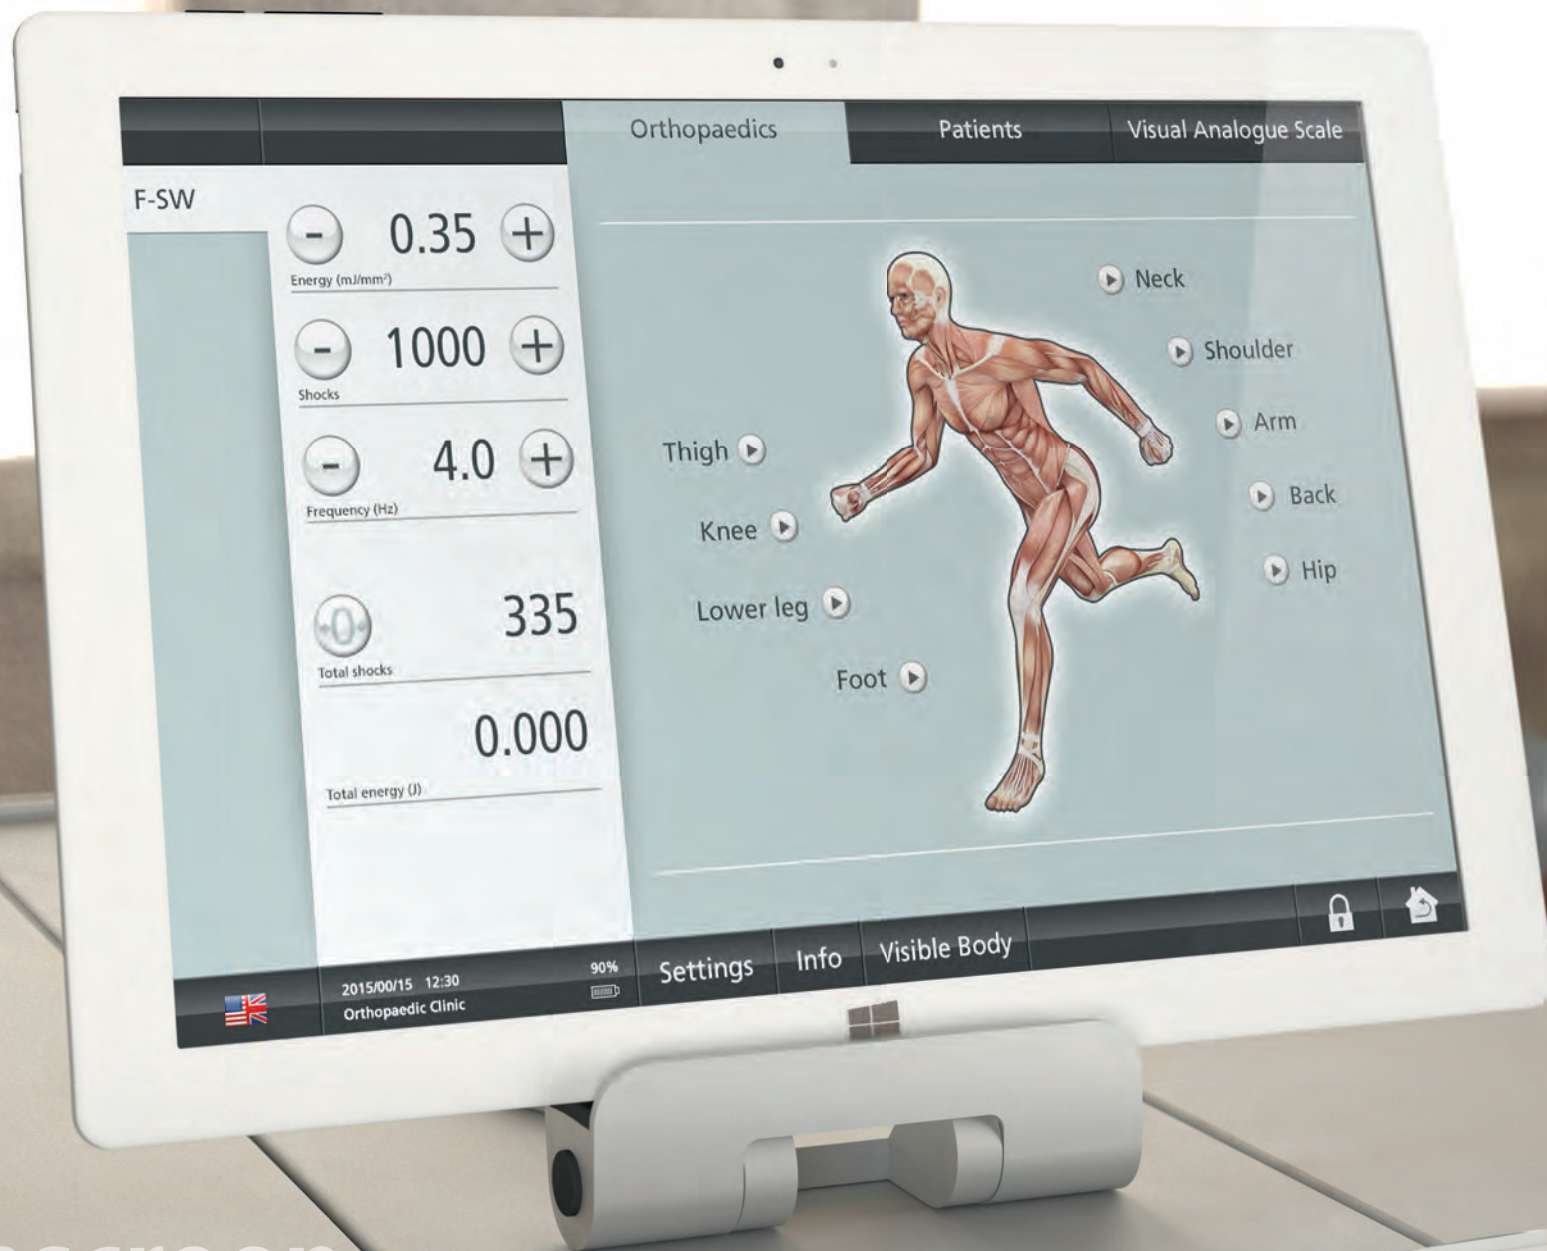 Orthopaedics
Patients
Visual Analogue Scale
F-SW
- 0.35 +
Energy (mJ/mm²)
- 1000 +
Shocks
- 4.0 +
Frequency (Hz)
0 335
Total shocks
0.000
Total energy (J)
Neck
Shoulder
Arm
Back
Hip
Thigh
Knee
Lower leg
Foot
2015/00/15 12:30
Orthopaedic Clinic
90%
Settings
Info
Visible Body